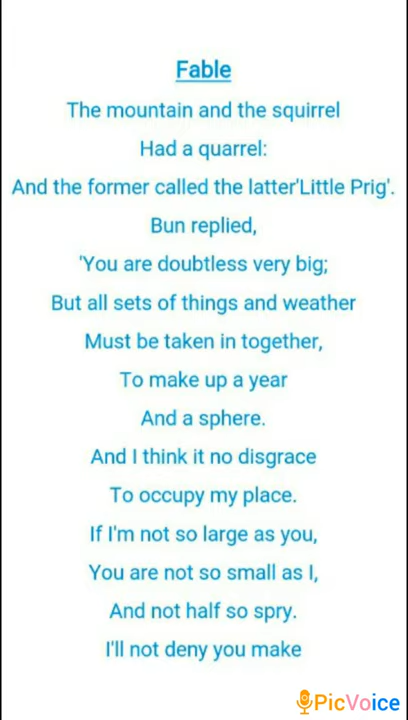 Fable
The mountain and the squirrel
Had a quarrel:
And the former called the latter'Little Prig'.
Bun replied,
'You are doubtless very big;
But all sets of things and weather
Must be taken in together,
To make up a year
And a sphere.
And I think it no disgrace
To occupy my place.
If I'm not so large as you,
You are not so small as I,
And not half so spry.
I'll not deny you make
PicVoice